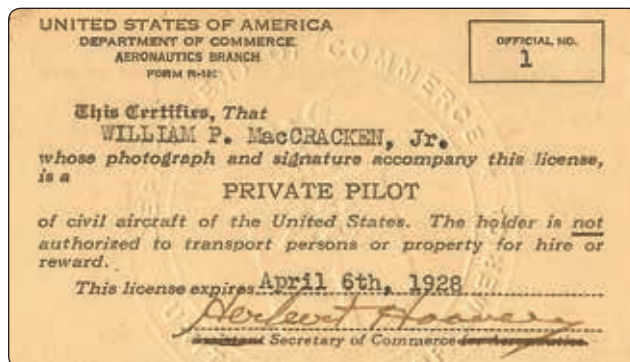 UNITED STATES OF AMERICA
DEPARTMENT OF COMMERCE
AERONAUTICS BRANCH
OFFICIAL NO.
1
This Certifies, That
WILLIAM P. MacCRACKEN, Jr.
whose photograph and signature accompany this license,
is a
PRIVATE PILOT
of civil aircraft of the United States. The holder is not
authorized to transport persons or property for hire or
reward.
This license expires April 6th, 1928
Herbert Hoover
Assistant Secretary of Commerce for Aeronautics.